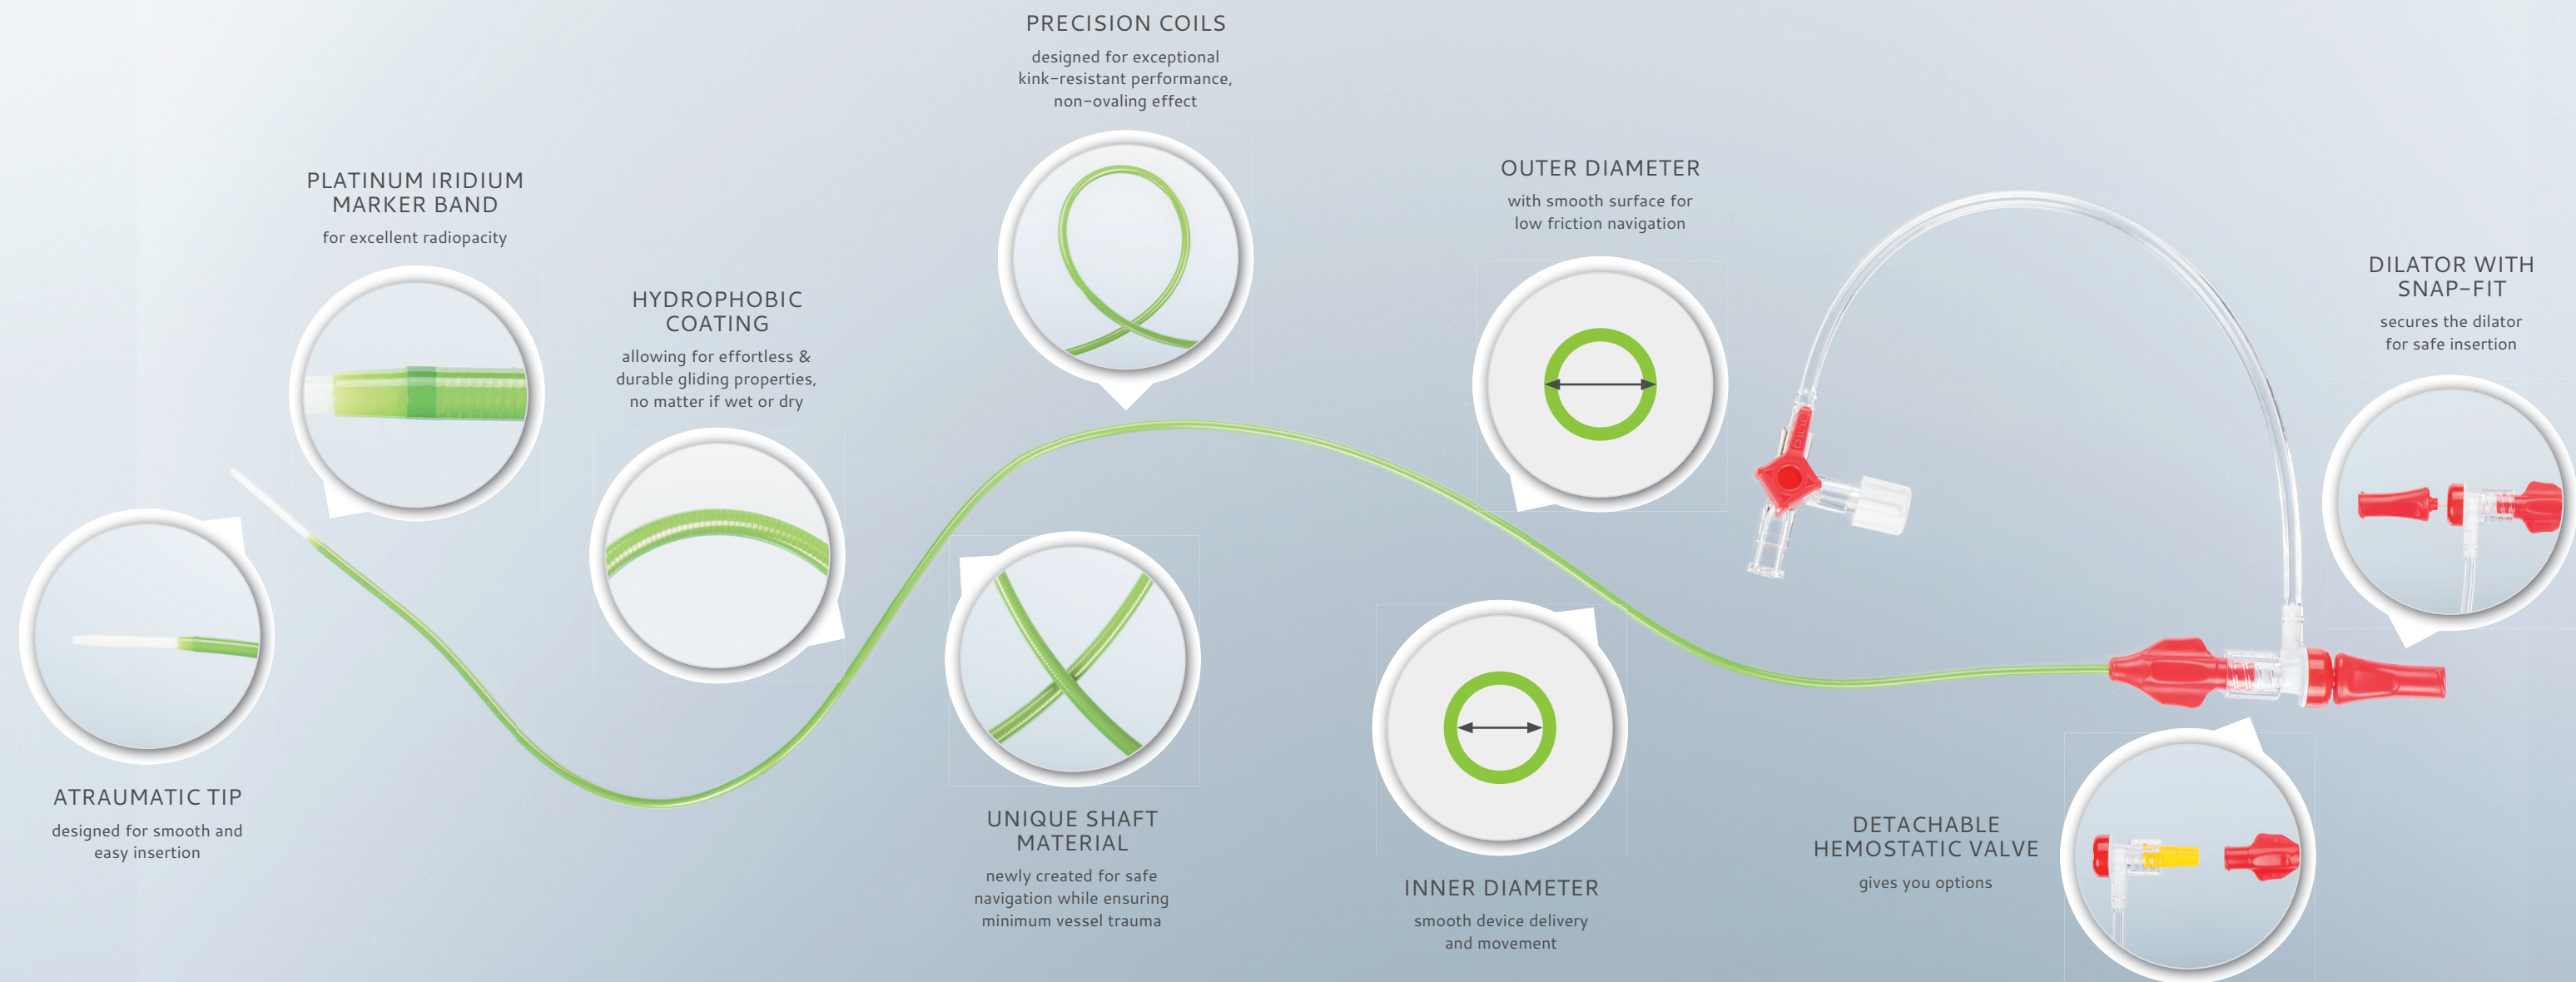 PRECISION COILS
designed for exceptional
kink-resistant performance,
non-ovaling effect
PLATINUM IRIDIUM
MARKER BAND
for excellent radiopacity
HYDROPHOBIC
COATING
allowing for effortless &
durable gliding properties,
no matter if wet or dry
OUTER DIAMETER
with smooth surface for
low friction navigation
DILATOR WITH
SNAP-FIT
secures the dilator
for safe insertion
ATRAUMATIC TIP
designed for smooth and
easy insertion
UNIQUE SHAFT
MATERIAL
newly created for safe
navigation while ensuring
minimum vessel trauma
INNER DIAMETER
smooth device delivery
and movement
DETACHABLE
HEMOSTATIC VALVE
gives you options